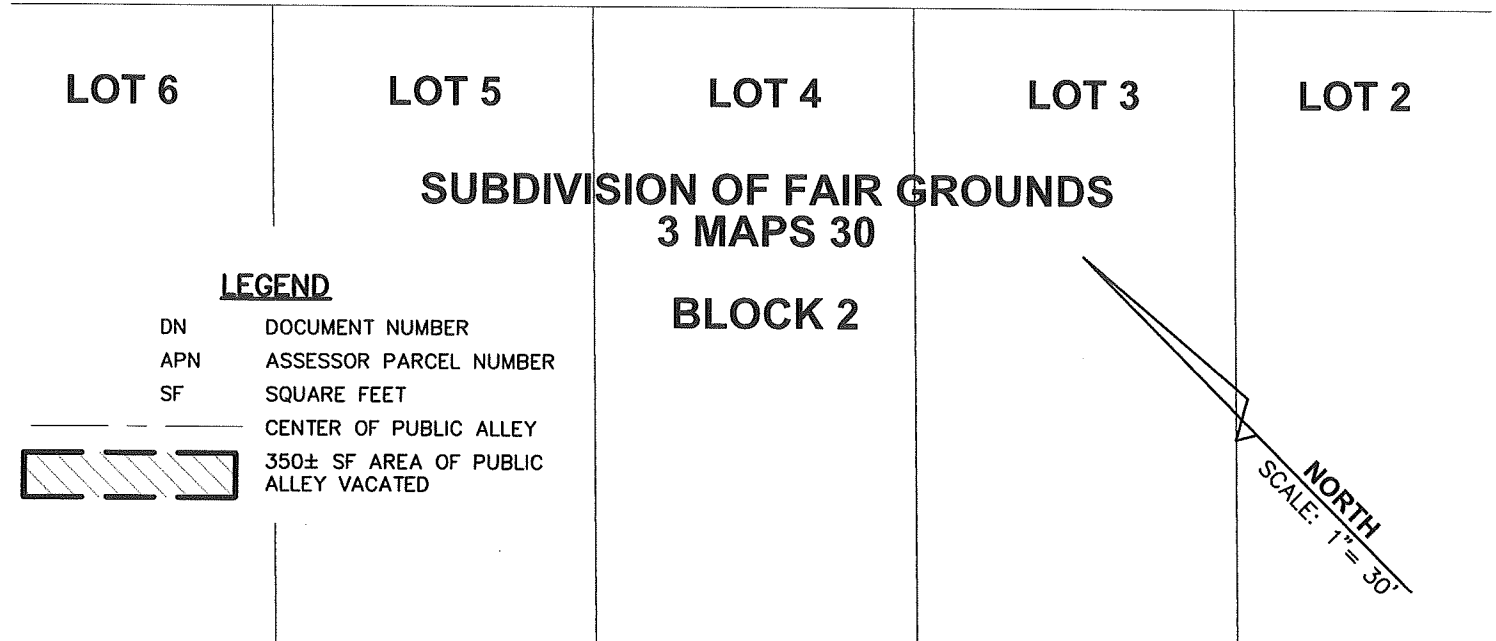 LOT 6
LOT 5
LOT 4
LOT 3
LOT 2
SUBDIVISION OF FAIR GROUNDS
3 MAPS 30
BLOCK 2
LEGEND
DN DOCUMENT NUMBER
APN ASSESSOR PARCEL NUMBER
SF SQUARE FEET
CENTER OF PUBLIC ALLEY
350± SF AREA OF PUBLIC
ALLEY VACATED
NORTH
SCALE: 1"= 30'